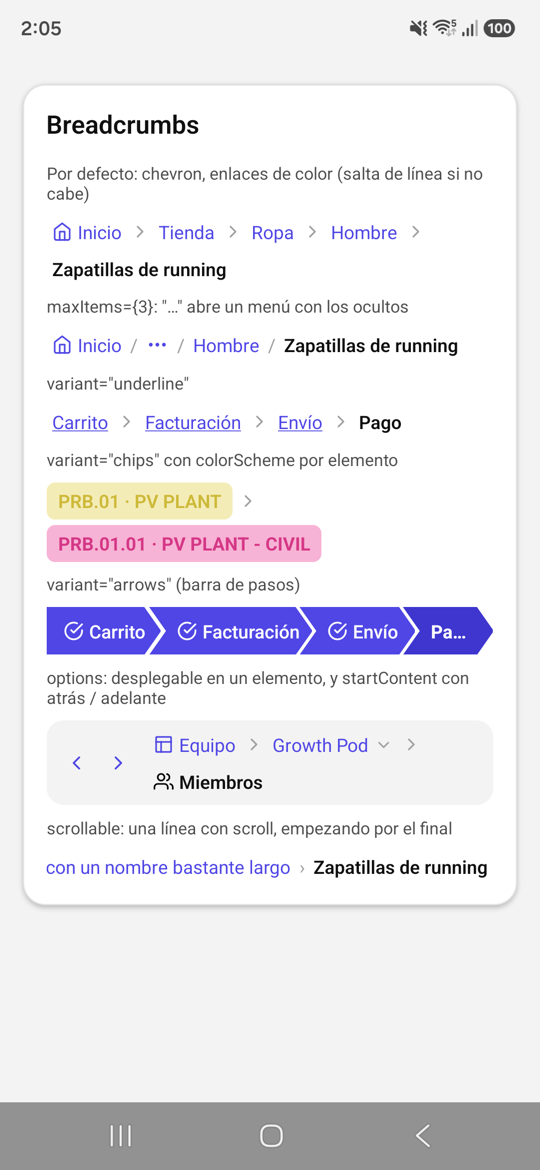 2:05
5
100
Breadcrumbs
Por defecto: chevron, enlaces de color (salta de línea si no
cabe)
Inicio > Tienda > Ropa > Hombre >
Zapatillas de running
maxItems={3}: "…" abre un menú con los ocultos
Inicio / ••• / Hombre / Zapatillas de running
variant="underline"
Carrito > Facturación > Envío > Pago
variant="chips" con colorScheme por elemento
PRB.01 · PV PLANT >
PRB.01.01 · PV PLANT - CIVIL
variant="arrows" (barra de pasos)
Carrito Facturación Envío Pa...
options: desplegable en un elemento, y startContent con
atrás / adelante
Equipo > Growth Pod >
Miembros
scrollable: una línea con scroll, empezando por el final
con un nombre bastante largo › Zapatillas de running